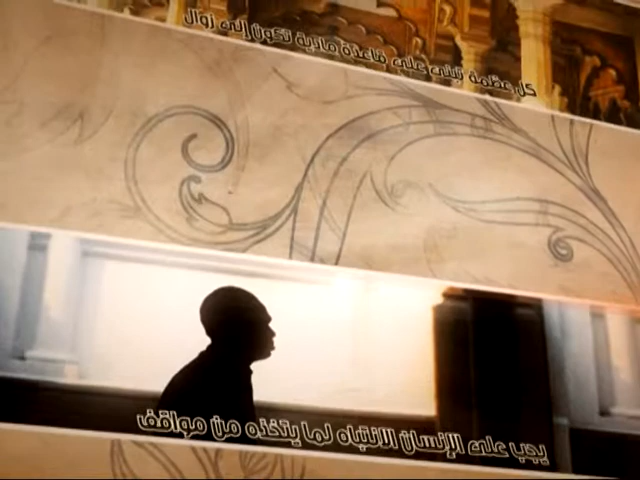 كل عظمة تبنى على قاعدة مادية تكون إلى زوال
يجب على الإنسان الانتباه لما يتخذه من مواقف